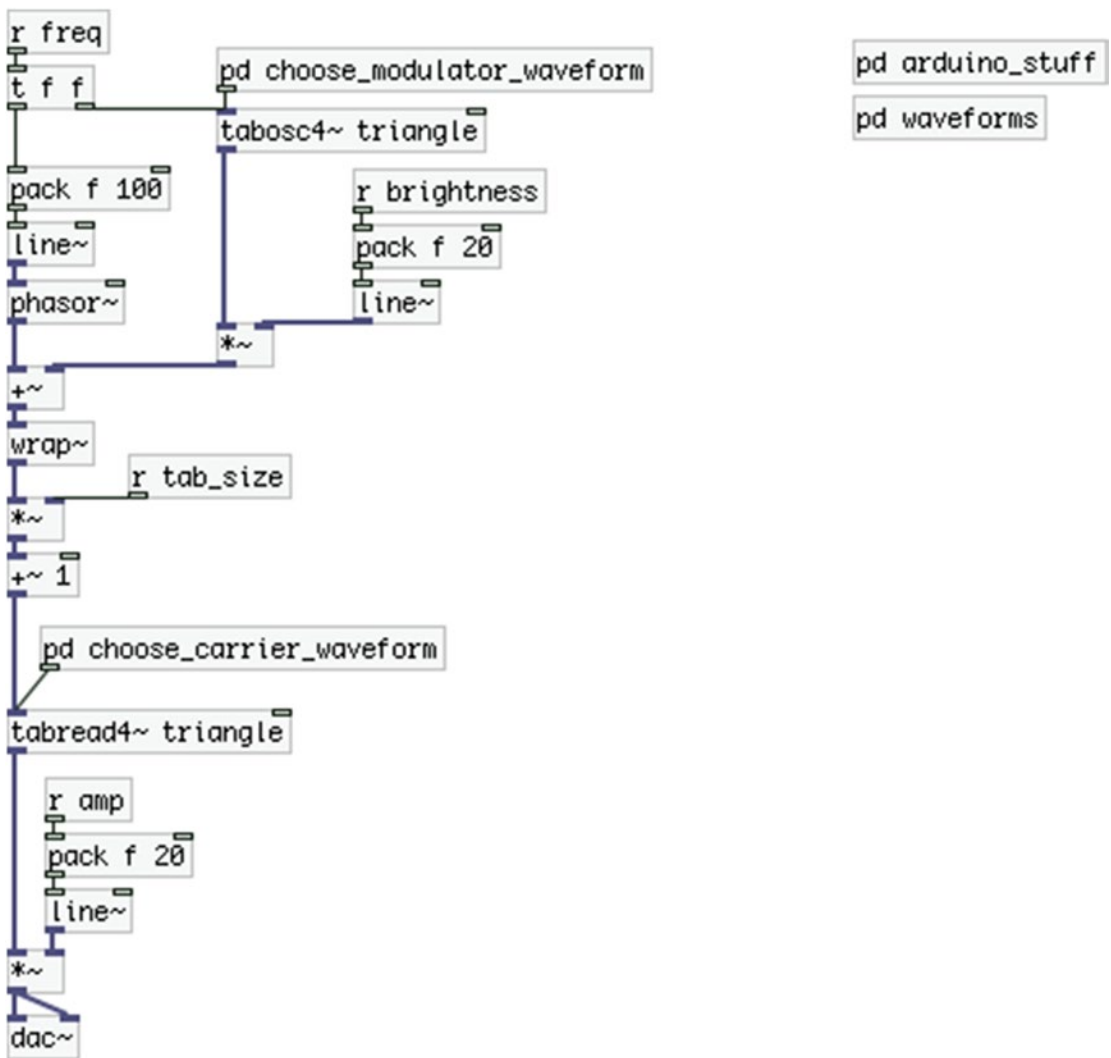 r freq
t f f
pd choose_modulator_waveform
tabosc4~ triangle
pd arduino_stuff
pd waveforms
pack f 100
line~
phasor~
r brightness
pack f 20
line~
*~
+~
wrap~
r tab_size
*~
+~ 1
pd choose_carrier_waveform
tabread4~ triangle
r amp
pack f 20
line~
*~
dac~